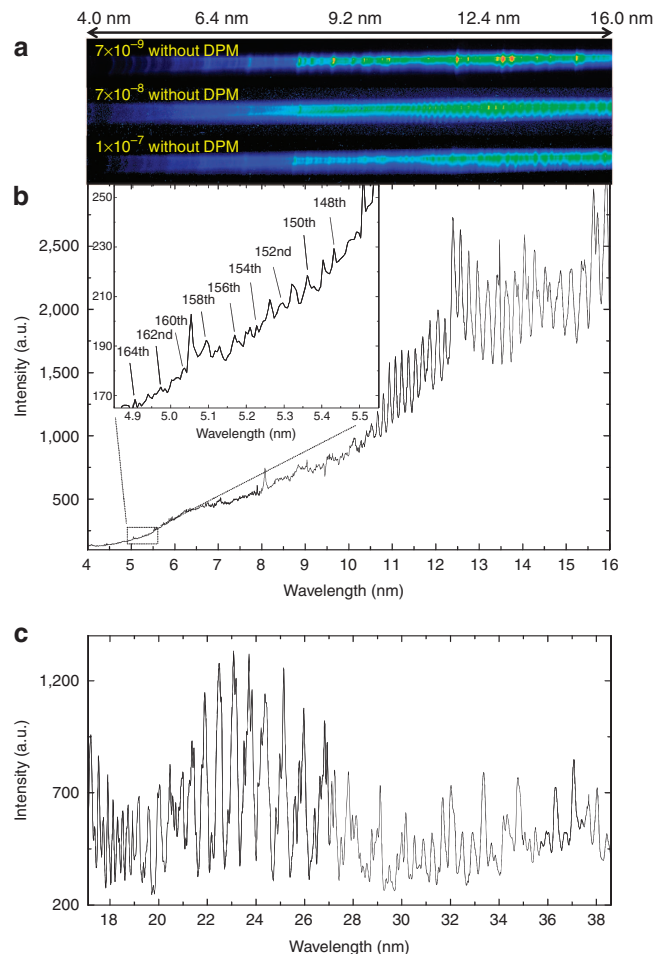 4.0 nm 6.4 nm 9.2 nm 12.4 nm 16.0 nm
a
7×10⁻⁹ without DPM
7×10⁻⁸ without DPM
1×10⁻⁷ without DPM
b
Intensity (a.u.)
2,500
2,000
1,500
1,000
500
4 5 6 7 8 9 10 11 12 13 14 15 16
Wavelength (nm)
250
230
210
190
170
148th
150th
152nd
154th
156th
158th
160th
162nd
164th
4.9 5.0 5.1 5.2 5.3 5.4 5.5
Wavelength (nm)
c
Intensity (a.u.)
1,200
700
200
18 20 22 24 26 28 30 32 34 36 38
Wavelength (nm)